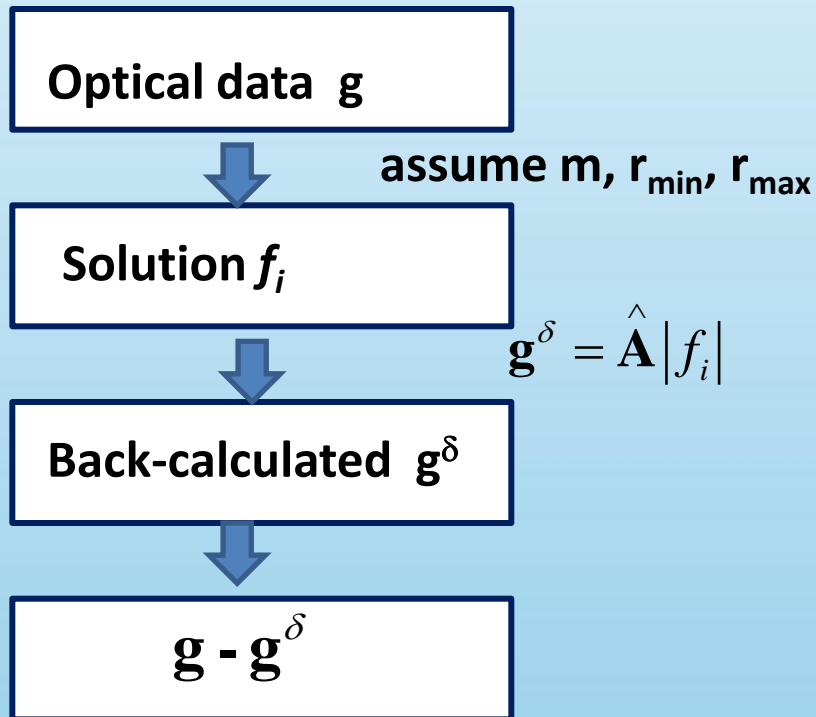 Optical data g
assume m, r_min, r_max
Solution f_i
g^δ = Â|f_i|
Back-calculated g^δ
g - g^δ